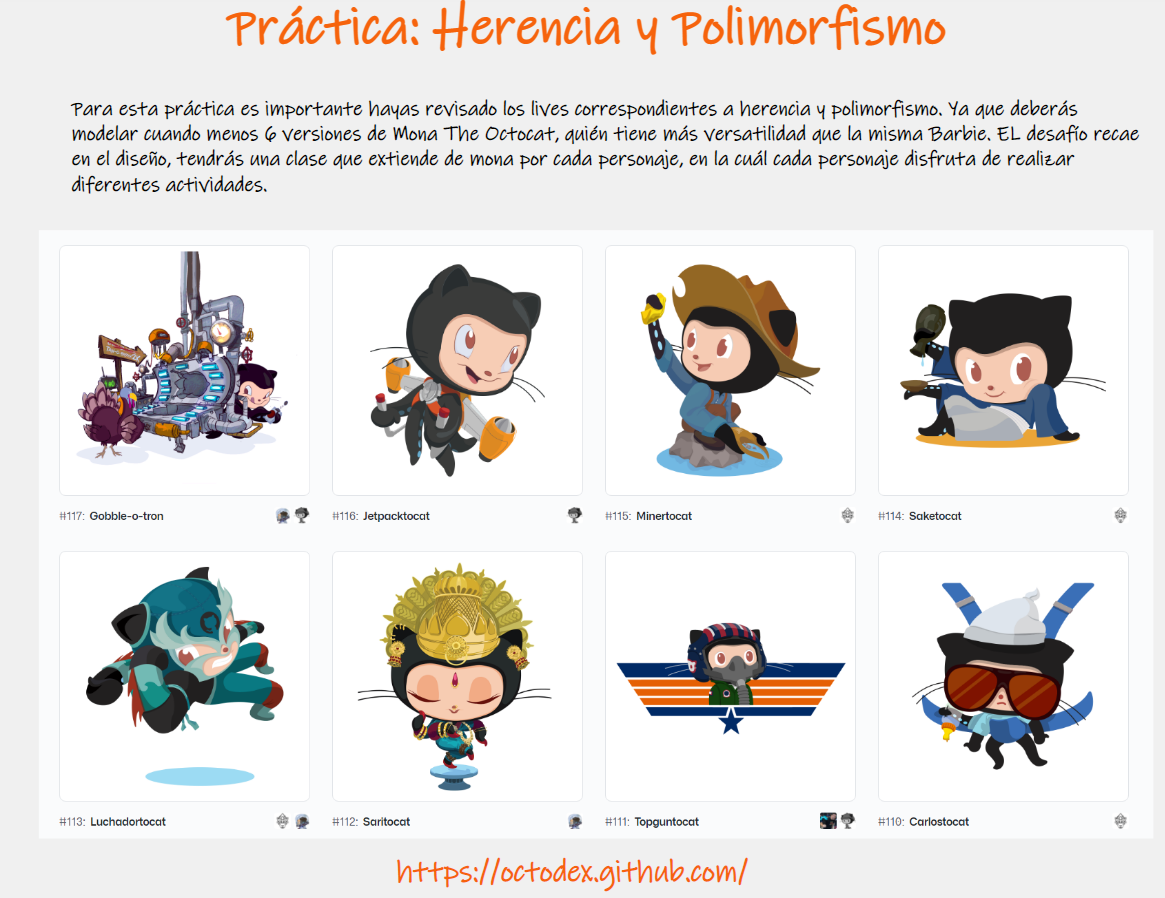 Práctica: Herencia y Polimorfismo
Para esta práctica es importante hayas revisado los lives correspondientes a herencia y polimorfismo. Ya que deberás
modelar cuando menos 6 versiones de Mona The Octocat, quién tiene más versatilidad que la misma Barbie. EL desafío recae
en el diseño, tendrás una clase que extiende de mona por cada personaje, en la cuál cada personaje disfruta de realizar
diferentes actividades.
#117: Gobble-o-tron
#116: Jetpacktocat
#115: Minertocat
#114: Saketocat
#113: Luchadortocat
#112: Saritocat
#111: Topguntocat
#110: Carlostocat
https://octodex.github.com/